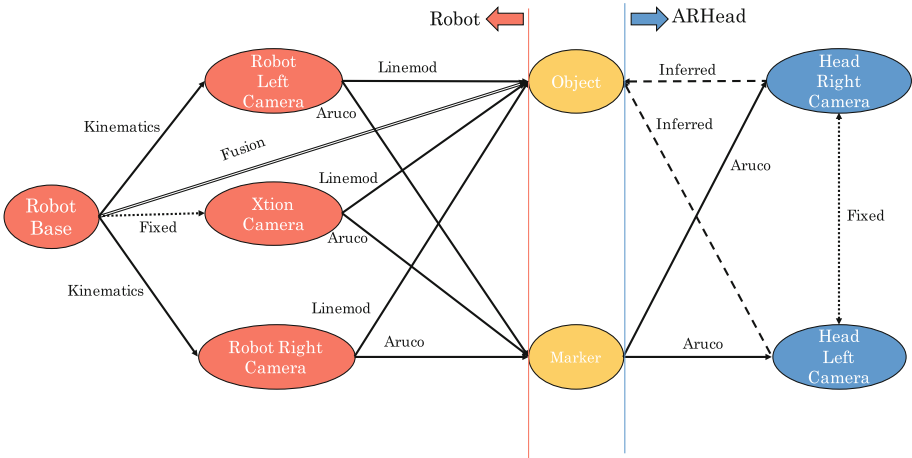 Robot
ARHead
Robot
Left
Camera
Linemod
Object
Inferred
Head
Right
Camera
Aruco
Inferred
Kinematics
Fusion
Linemod
Aruco
Robot
Base
Xtion
Camera
Fixed
Aruco
Fixed
Kinematics
Linemod
Robot Right
Camera
Aruco
Marker
Aruco
Head
Left
Camera